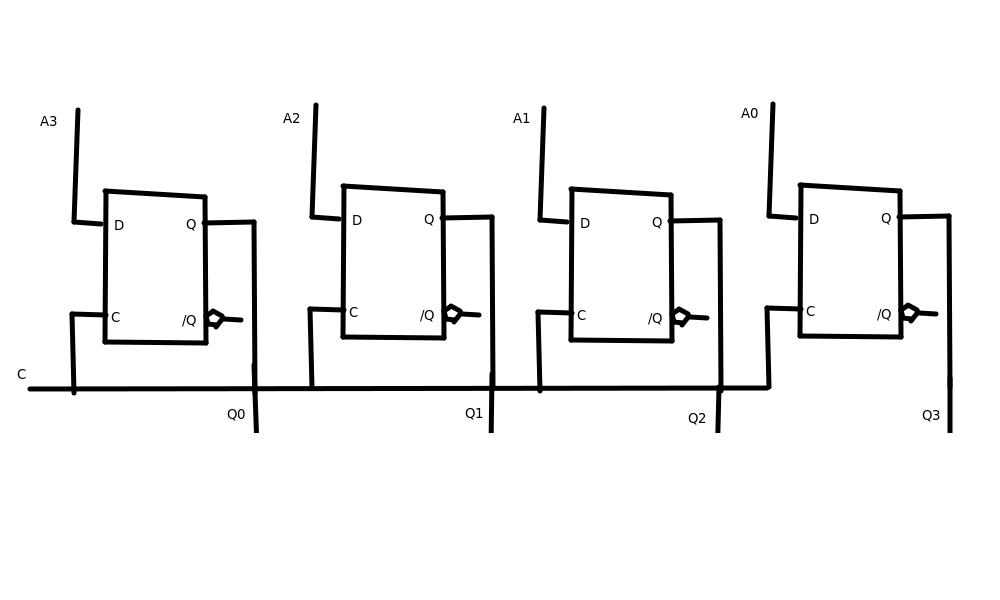 A3 A2 A1 A0
D Q D Q D Q D Q
C /Q C /Q C /Q C /Q
C
Q0 Q1 Q2 Q3